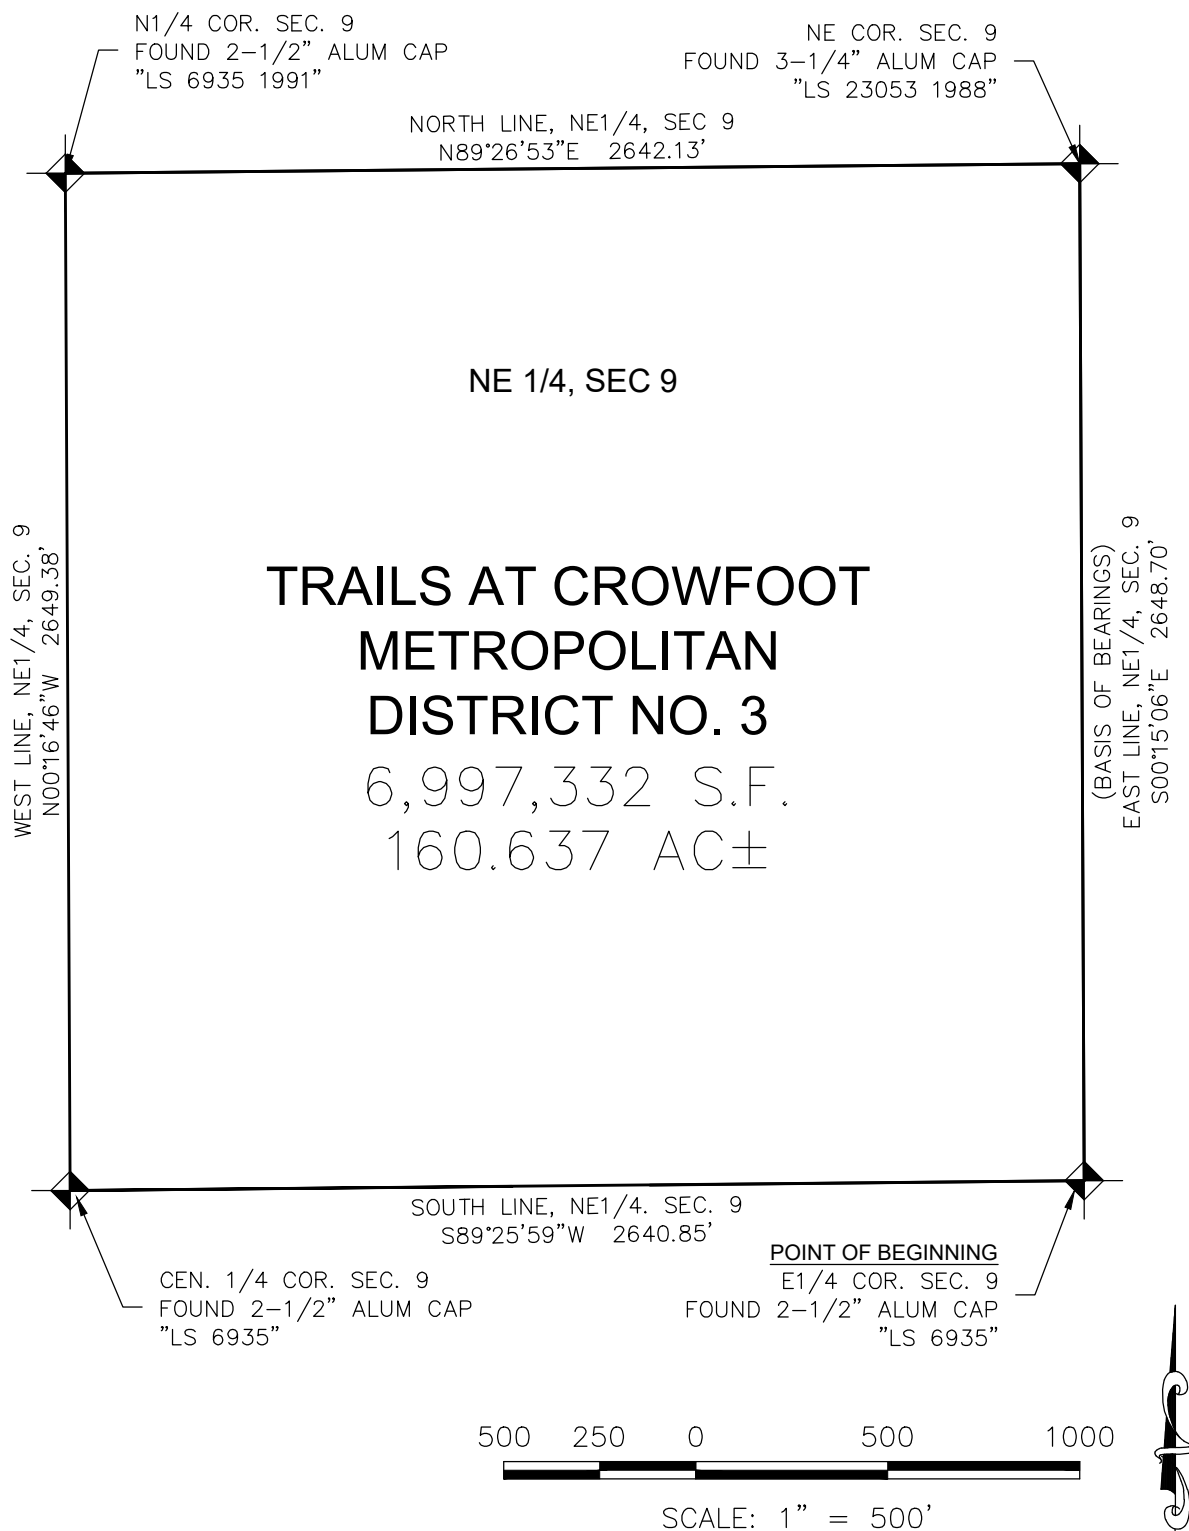 N1/4 COR. SEC. 9
FOUND 2-1/2" ALUM CAP
"LS 6935 1991"
NE COR. SEC. 9
FOUND 3-1/4" ALUM CAP
"LS 23053 1988"
NORTH LINE, NE1/4, SEC 9
N89°26'53"E 2642.13'
NE 1/4, SEC 9
WEST LINE, NE1/4, SEC. 9
N00°16'46"W 2649.38'
TRAILS AT CROWFOOT
METROPOLITAN
DISTRICT NO. 3
6,997,332 S.F.
160.637 AC±
(BASIS OF BEARINGS)
EAST LINE, NE1/4, SEC. 9
S00°15'06"E 2648.70'
SOUTH LINE, NE1/4. SEC. 9
S89°25'59"W 2640.85'
CEN. 1/4 COR. SEC. 9
FOUND 2-1/2" ALUM CAP
"LS 6935"
POINT OF BEGINNING
E1/4 COR. SEC. 9
FOUND 2-1/2" ALUM CAP
"LS 6935"
500 250 0 500 1000
SCALE: 1" = 500'